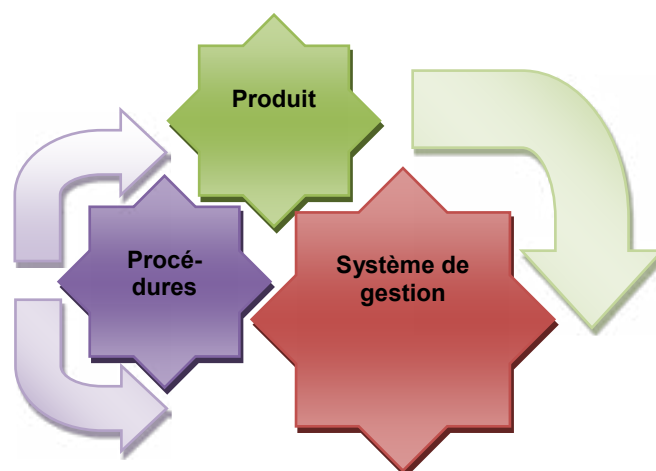 Produit
Procé-
dures
Système de
gestion